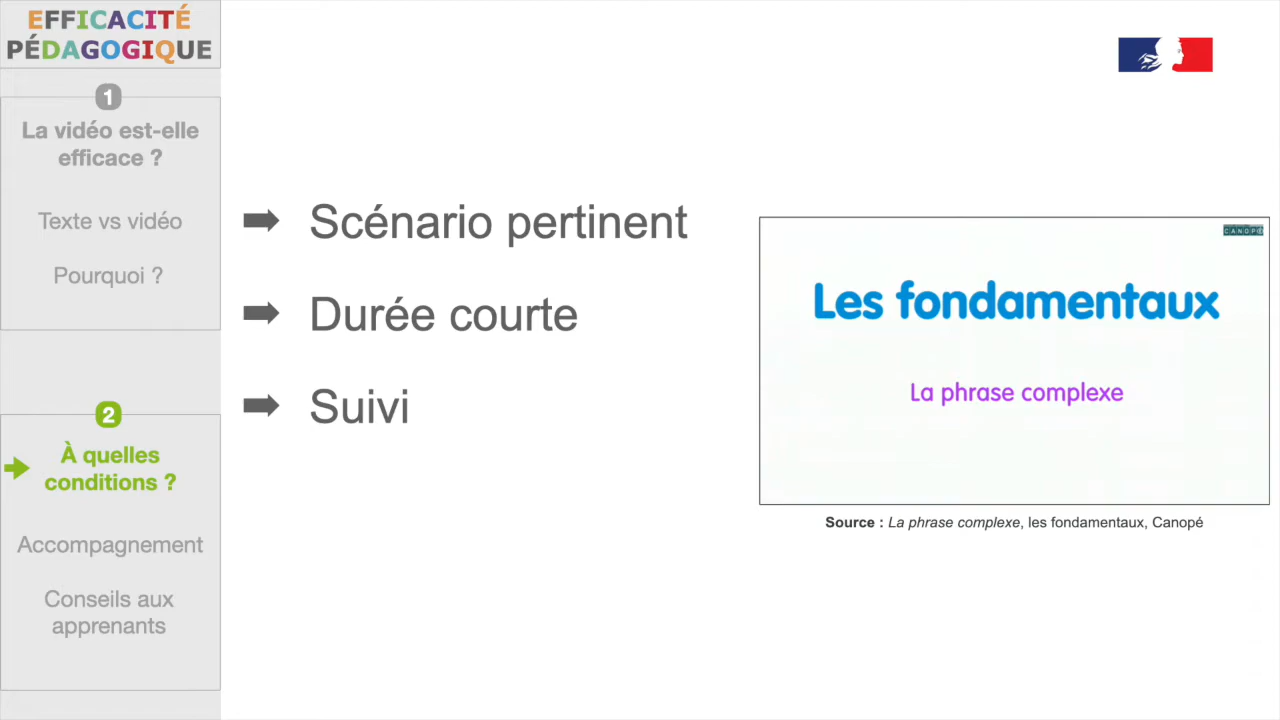 EFFICACITÉ
PÉDAGOGIQUE
1
La vidéo est-elle
efficace ?
Texte vs vidéo
Pourquoi ?
2
À quelles
conditions ?
Accompagnement
Conseils aux
apprenants
Scénario pertinent
Durée courte
Suivi
CANOPÉ
Les fondamentaux
La phrase complexe
Source : La phrase complexe, les fondamentaux, Canopé